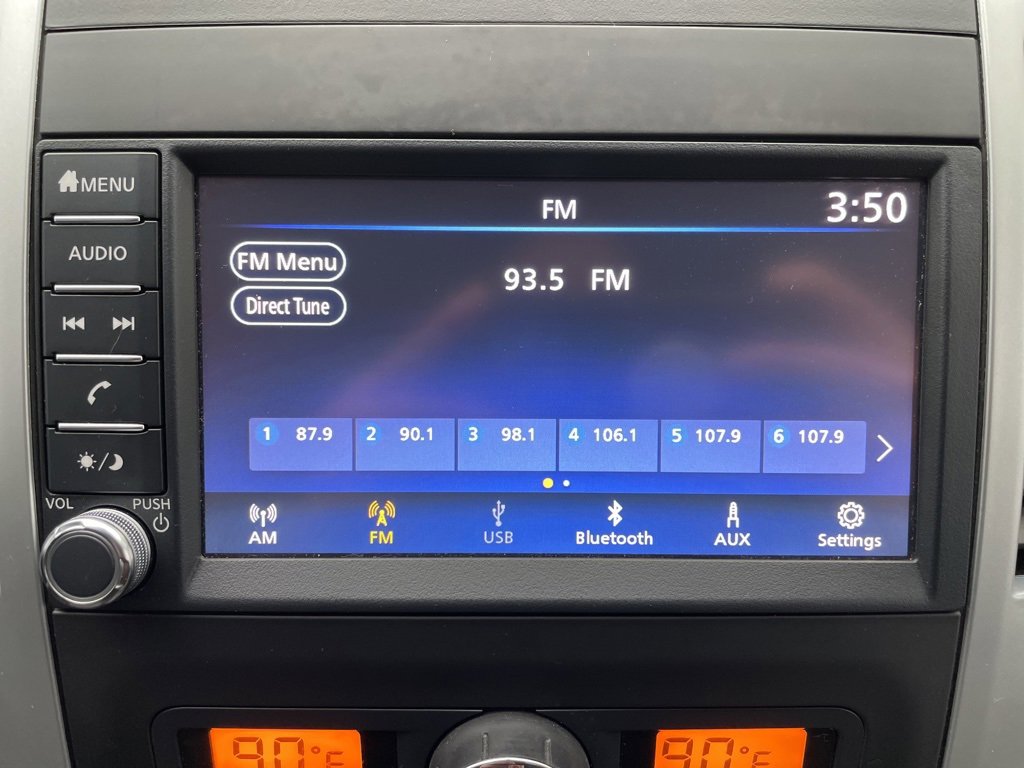 MENU
AUDIO
VOL PUSH
FM 3:50
FM Menu
93.5 FM
Direct Tune
1 87.9 2 90.1 3 98.1 4 106.1 5 107.9 6 107.9
AM FM USB Bluetooth AUX Settings
90°F 90°F